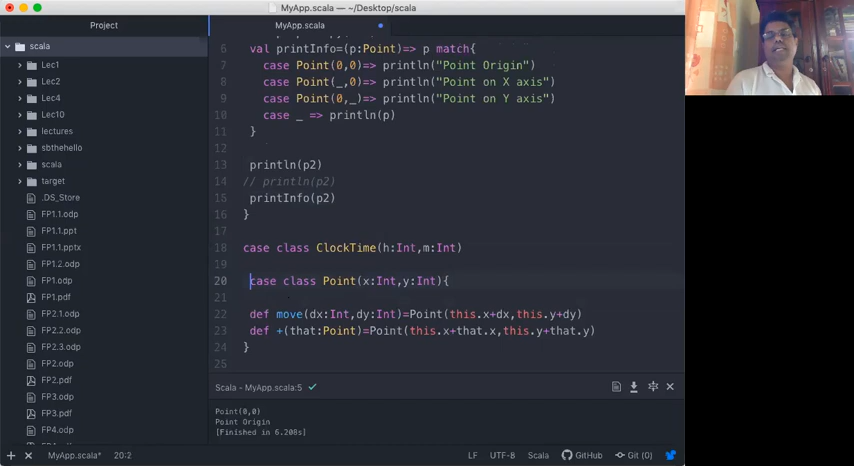 MyApp.scala — ~/Desktop/scala
Project
MyApp.scala
scala
Lec1
Lec2
Lec4
Lec10
lectures
sbthehello
scala
target
.DS_Store
FP1.1.odp
FP1.1.ppt
FP1.1.pptx
FP1.2.odp
FP1.odp
FP1.pdf
FP2.1.odp
FP2.2.odp
FP2.3.odp
FP2.odp
FP2.pdf
FP3.odp
FP3.pdf
FP4.odp
6 val printInfo=(p:Point)=> p match{
7 case Point(0,0)=> println("Point Origin")
8 case Point(_,0)=> println("Point on X axis")
9 case Point(0,_)=> println("Point on Y axis")
10 case _ => println(p)
11 }
12
13 println(p2)
14 // println(p2)
15 printInfo(p2)
16 }
17
18 case class ClockTime(h:Int,m:Int)
19
20 case class Point(x:Int,y:Int){
21
22 def move(dx:Int,dy:Int)=Point(this.x+dx,this.y+dy)
23 def +(that:Point)=Point(this.x+that.x,this.y+that.y)
24 }
25
Scala - MyApp.scala:5
Point(0,0)
Point Origin
[Finished in 6.208s]
MyApp.scala* 20:2 LF UTF-8 Scala GitHub Git (0)